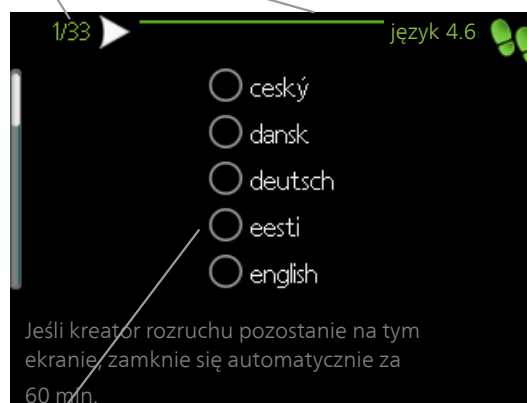 1/33
język 4.6
ceský
dansk
deutsch
eesti
english
Jeśli kreator rozruchu pozostanie na tym
ekranie, zamknie się automatycznie za
60 min.